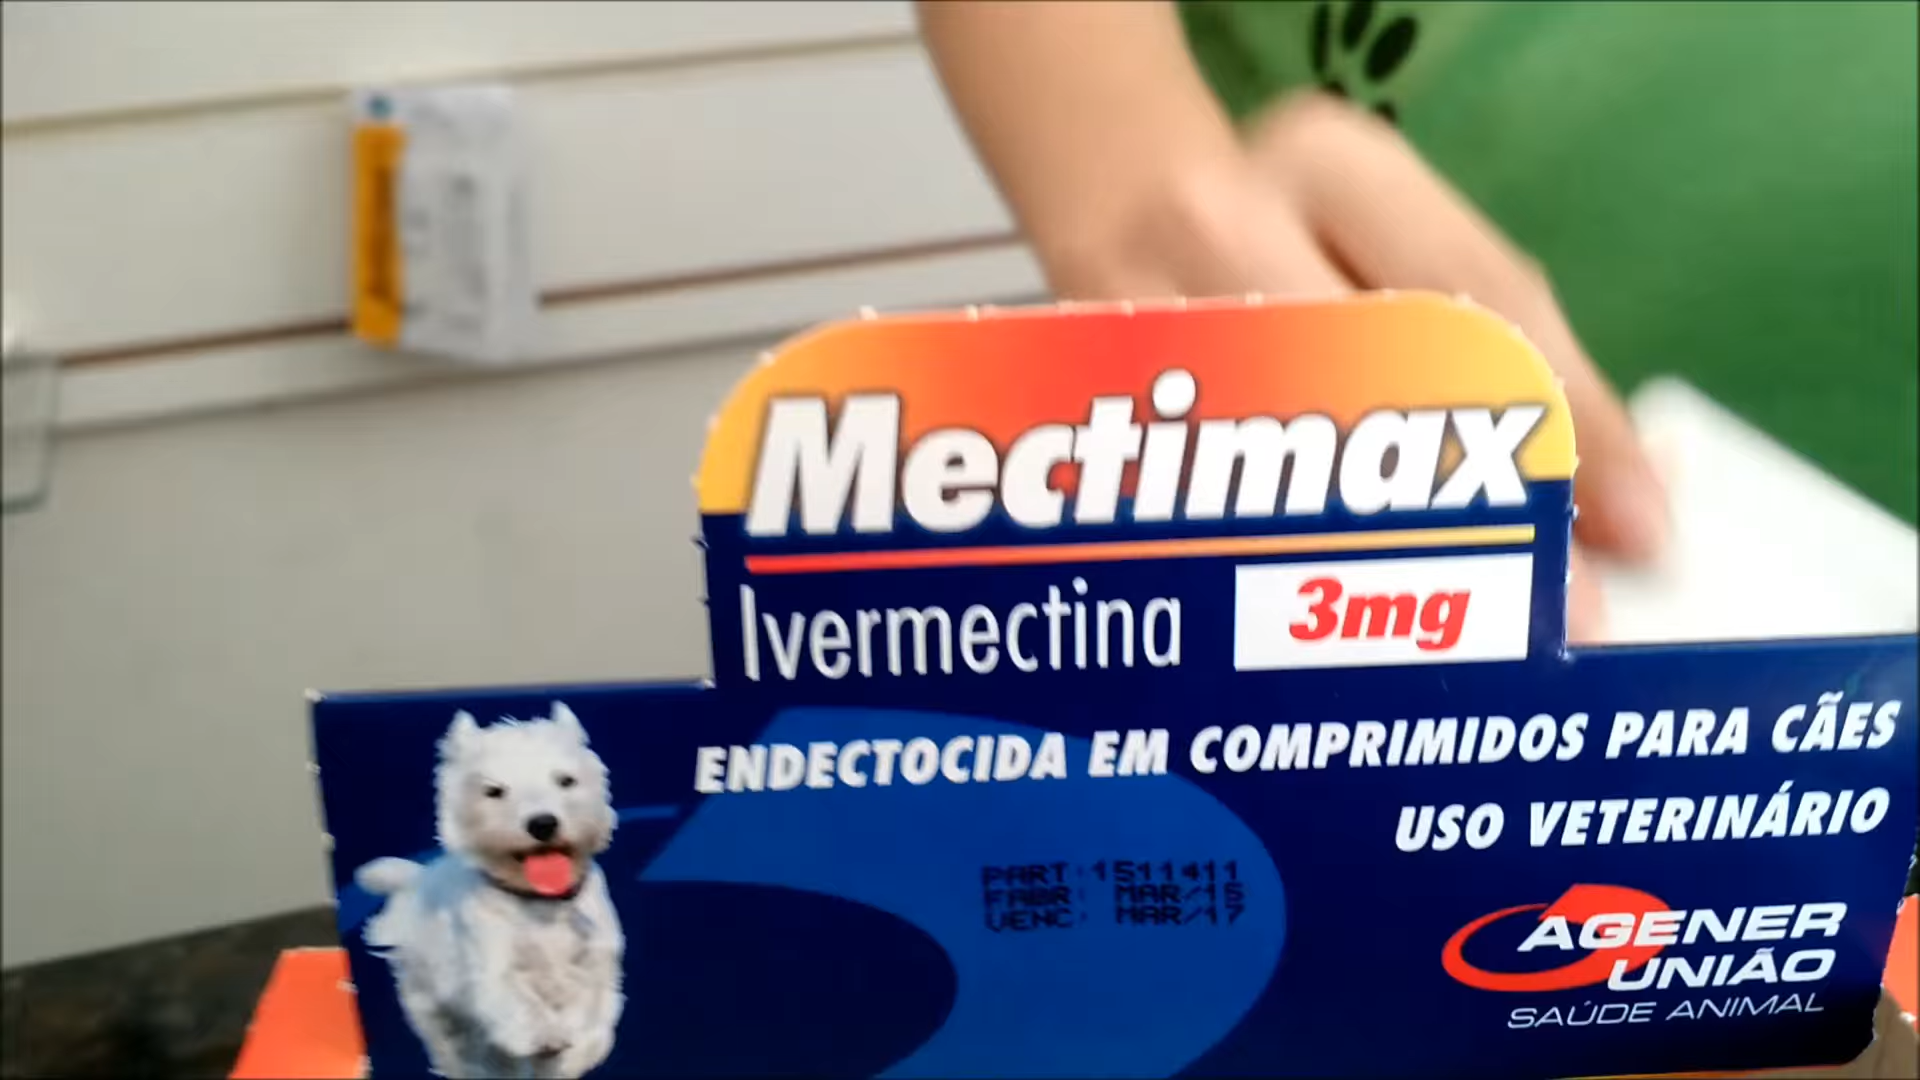 Mectimax
Ivermectina 3mg
ENDECTOCIDA EM COMPRIMIDOS PARA CÃES
USO VETERINÁRIO
PART: 1511411
FABR: MAR/15
VENC: MAR/17
AGENER
UNIÃO
SAÚDE ANIMAL